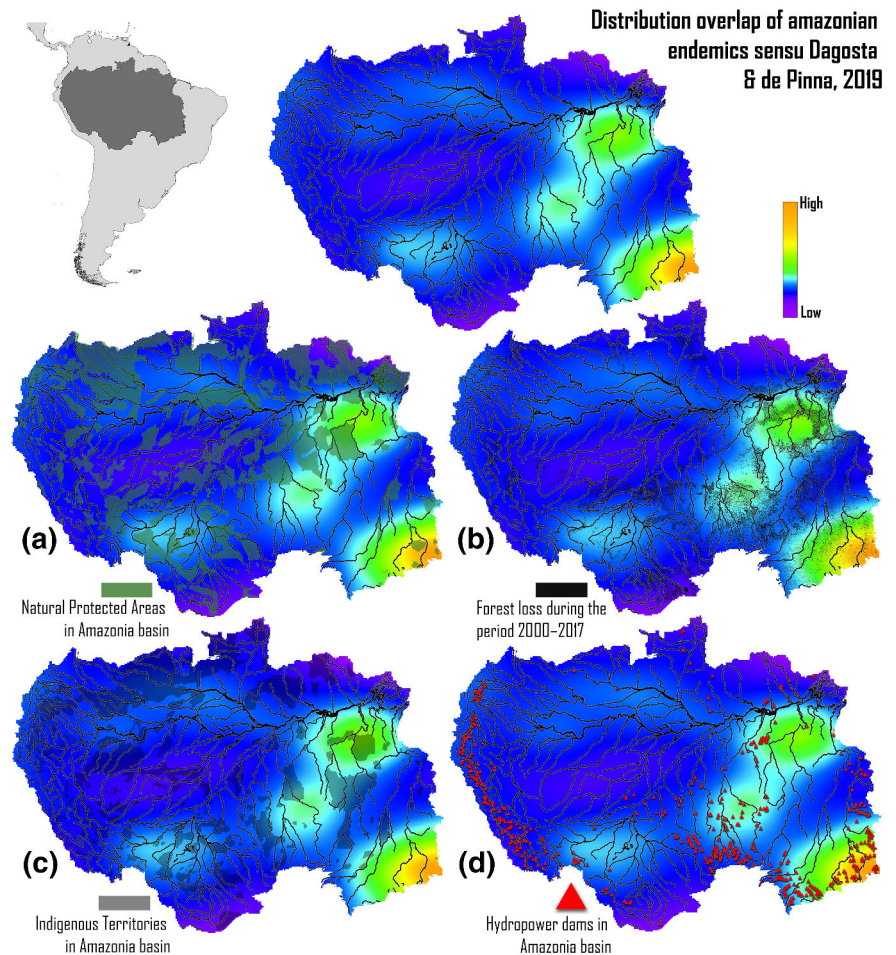 Distribution overlap of amazonian
endemics sensu Dagosta
& de Pinna, 2019
High
Low
(a)
Natural Protected Areas
in Amazonia basin
(b)
Forest loss during the
period 2000–2017
(c)
Indigenous Territories
in Amazonia basin
(d)
Hydropower dams in
Amazonia basin